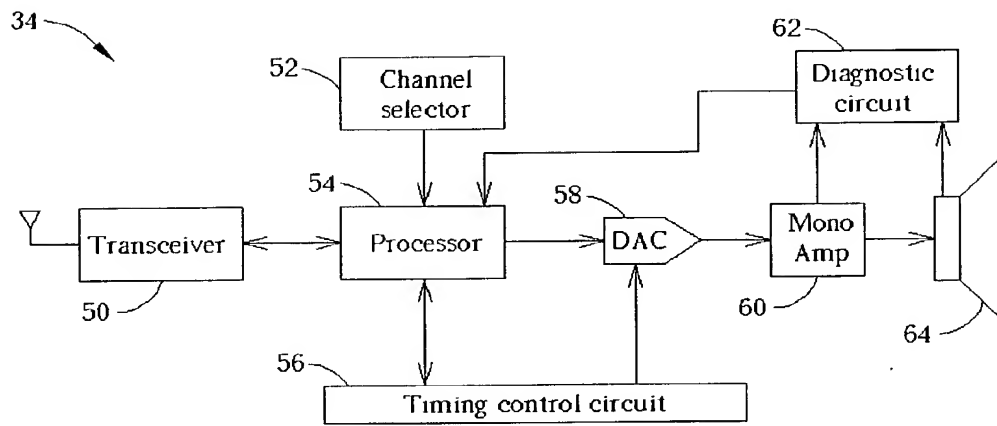 34
52
Channel
selector
62
Diagnostic
circuit
54
Processor
Transceiver
50
58
DAC
Mono
Amp
60
64
56
Timing control circuit